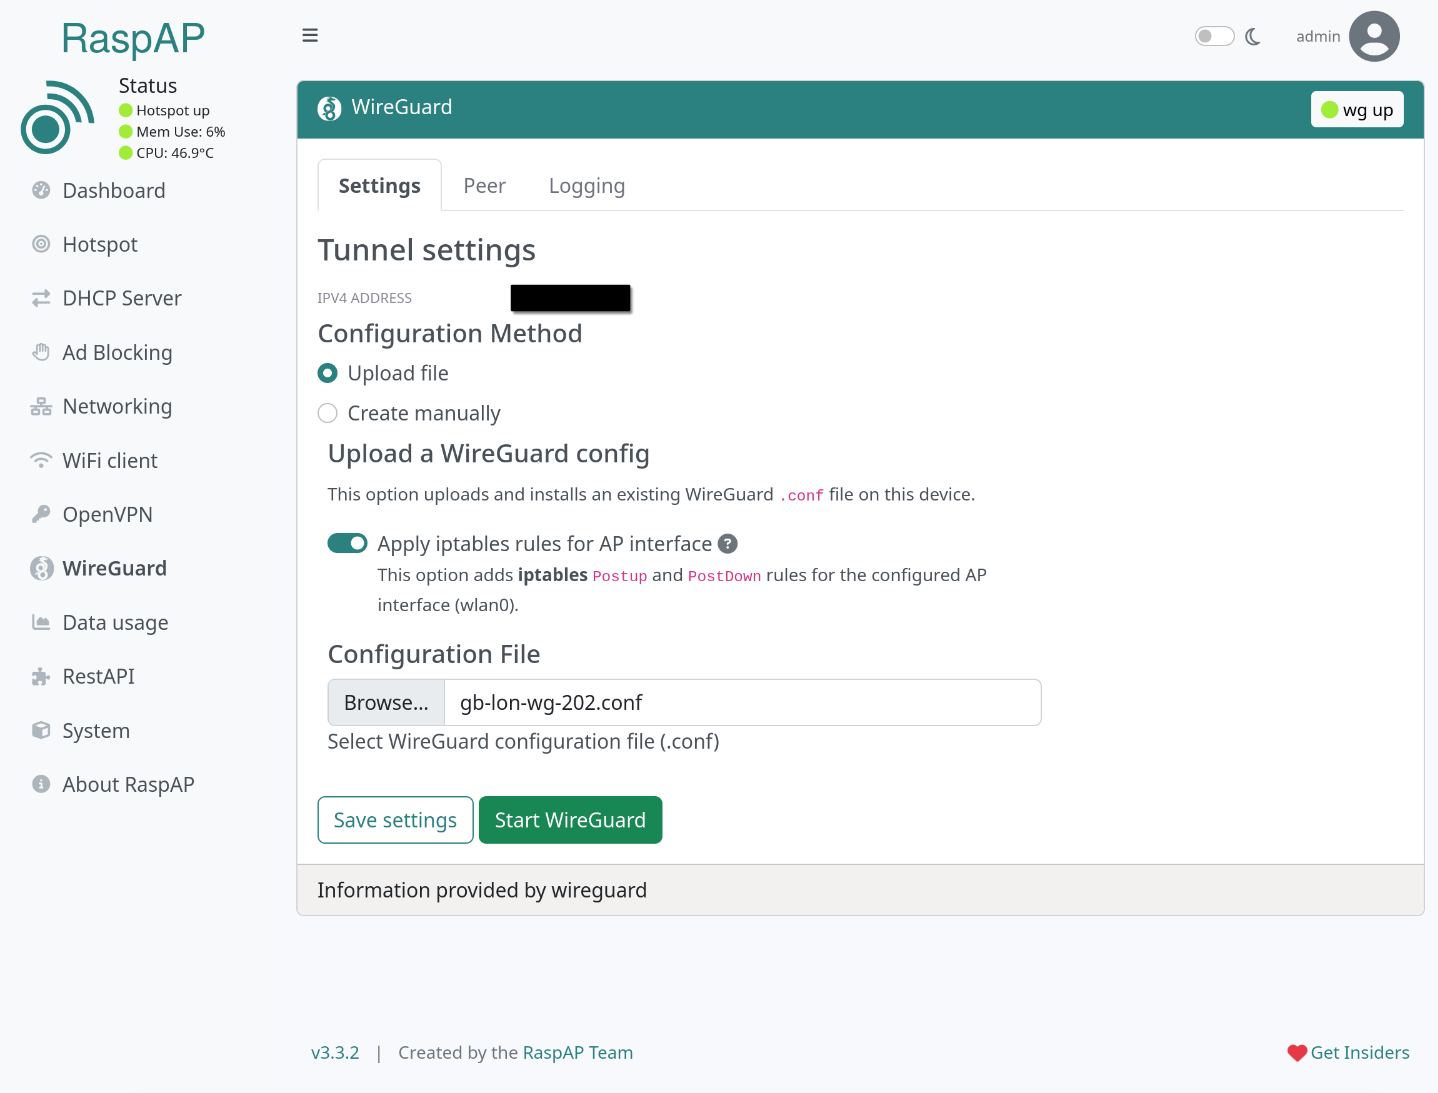 RaspAP
Status
Hotspot up
Mem Use: 6%
CPU: 46.9°C
Dashboard
Hotspot
DHCP Server
Ad Blocking
Networking
WiFi client
OpenVPN
WireGuard
Data usage
RestAPI
System
About RaspAP
admin
WireGuard
wg up
Settings Peer Logging
Tunnel settings
IPV4 ADDRESS
Configuration Method
Upload file
Create manually
Upload a WireGuard config
This option uploads and installs an existing WireGuard .conf file on this device.
Apply iptables rules for AP interface ?
This option adds iptables Postup and PostDown rules for the configured AP
interface (wlan0).
Configuration File
Browse... gb-lon-wg-202.conf
Select WireGuard configuration file (.conf)
Save settings Start WireGuard
Information provided by wireguard
v3.3.2 | Created by the RaspAP Team
Get Insiders